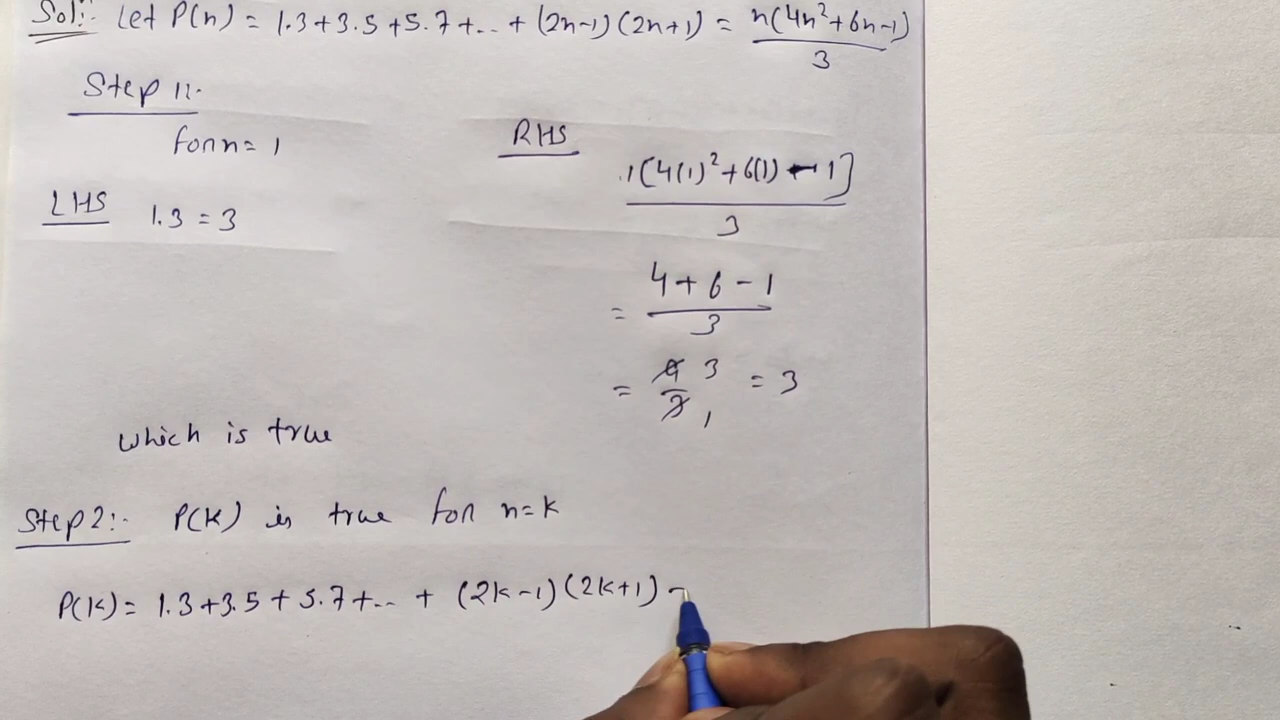 Sol:- Let P(n) = 1.3+3.5+5.7+... + (2n-1)(2n+1) = n(4n²+6n-1)/3
Step 1:-
for n = 1
LHS 1.3 = 3
RHS
1[4(1)²+6(1)-1]/3
= 4+6-1/3
= 9/3 3/1 = 3
which is true
Step 2:- P(k) is true for n=k
P(k) = 1.3+3.5+5.7+... + (2k-1)(2k+1) -